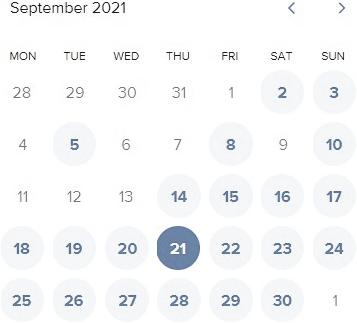 September 2021
MON TUE WED THU FRI SAT SUN
28 29 30 31 1 2 3
4 5 6 7 8 9 10
11 12 13 14 15 16 17
18 19 20 21 22 23 24
25 26 27 28 29 30 1